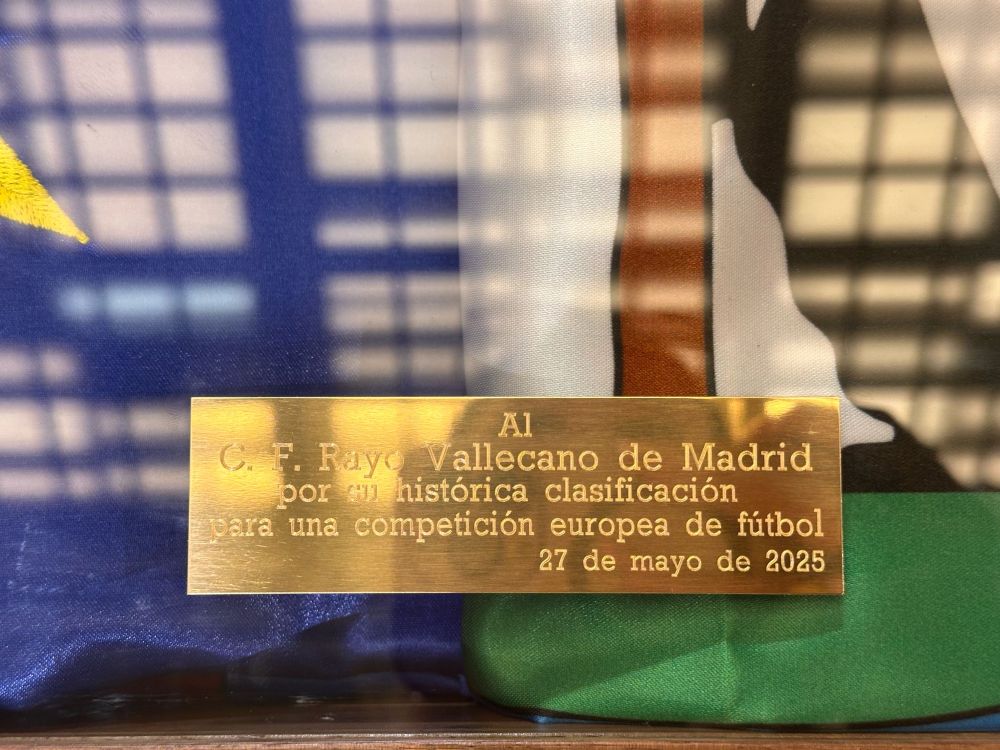 Al
C. F. Rayo Vallecano de Madrid
por su histórica clasificación
para una competición europea de fútbol
27 de mayo de 2025